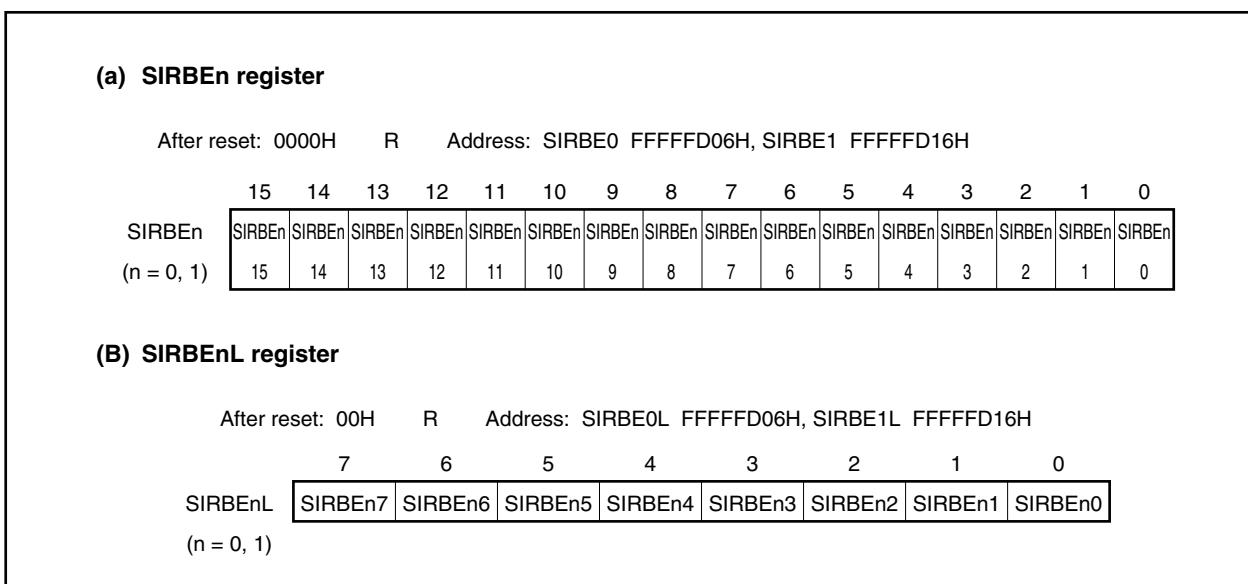 (a) SIRBEn register
After reset: 0000H R Address: SIRBE0 FFFFFD06H, SIRBE1 FFFFFD16H
15 14 13 12 11 10 9 8 7 6 5 4 3 2 1 0
SIRBEn SIRBEn SIRBEn SIRBEn SIRBEn SIRBEn SIRBEn SIRBEn SIRBEn SIRBEn SIRBEn SIRBEn SIRBEn SIRBEn SIRBEn SIRBEn SIRBEn
(n = 0, 1) 15 14 13 12 11 10 9 8 7 6 5 4 3 2 1 0
(B) SIRBEnL register
After reset: 00H R Address: SIRBE0L FFFFFD06H, SIRBE1L FFFFFD16H
7 6 5 4 3 2 1 0
SIRBEnL SIRBEn7 SIRBEn6 SIRBEn5 SIRBEn4 SIRBEn3 SIRBEn2 SIRBEn1 SIRBEn0
(n = 0, 1)